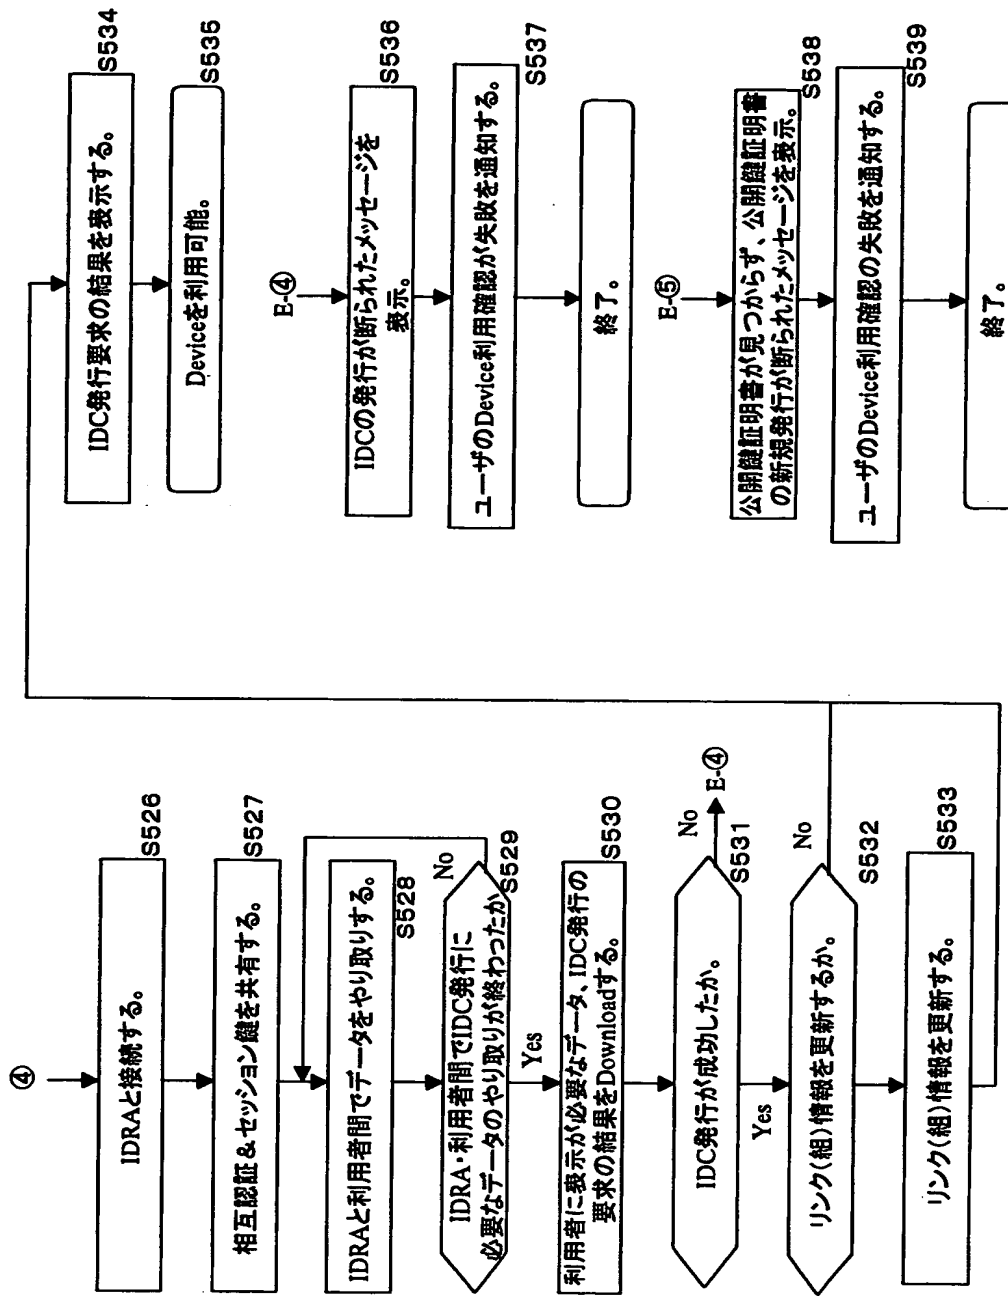 ④
IDRAと接続する。
S526
相互認証&セッション鍵を共有する。
S527
IDRAと利用者間でデータをやり取りする。
S528
IDRA・利用者間でIDC発行に
必要なデータのやり取りが終わったか
No
S529
Yes
利用者に表示が必要なデータ、IDC発行の
要求の結果をDownloadする。
S530
IDC発行が成功したか。
No
E-④
S531
Yes
リンク(組)情報を更新するか。
No
S532
リンク(組)情報を更新する。
S533
IDC発行要求の結果を表示する。
S534
Deviceを利用可能。
S535
E-④
IDCの発行が断られたメッセージを
表示。
S536
ユーザのDevice利用確認が失敗を通知する。
S537
終了。
E-⑤
公開鍵証明書が見つからず、公開鍵証明書
の新規発行が断られたメッセージを表示。
S538
ユーザのDevice利用確認の失敗を通知する。
S539
終了。